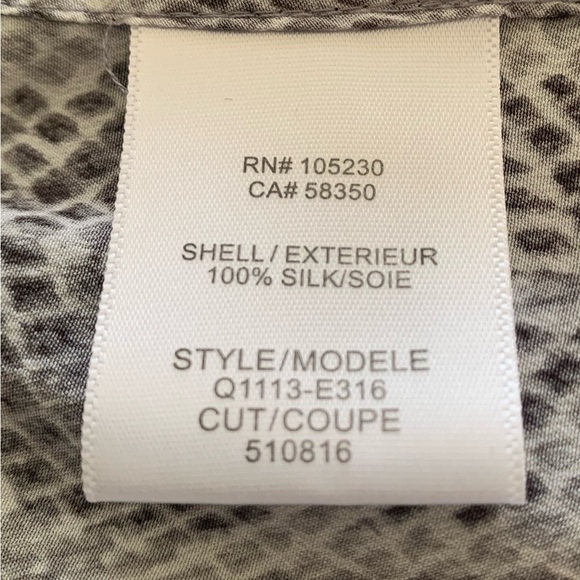 RN# 105230
CA# 58350
SHELL / EXTERIEUR
100% SILK/SOIE
STYLE/MODELE
Q1113-E316
CUT/COUPE
510816